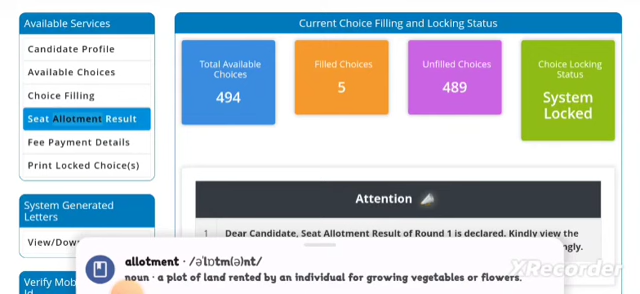 Available Services
Candidate Profile
Available Choices
Choice Filling
Seat Allotment Result
Fee Payment Details
Print Locked Choice(s)
System Generated
Letters
Verify Mob
Id
Current Choice Filling and Locking Status
Total Available
Choices
494
Filled Choices
5
Unfilled Choices
489
Choice Locking
Status
System
Locked
Attention
1 Dear Candidate, Seat Allotment Result of Round 1 is declared. Kindly view the
allotment · /əˈlɒtm(ə)nt/
noun · a plot of land rented by an individual for growing vegetables or flowers.
XRecorder